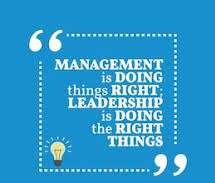 MANAGEMENT
is DOING
things RIGHT;
LEADERSHIP
is DOING
the RIGHT
THINGS